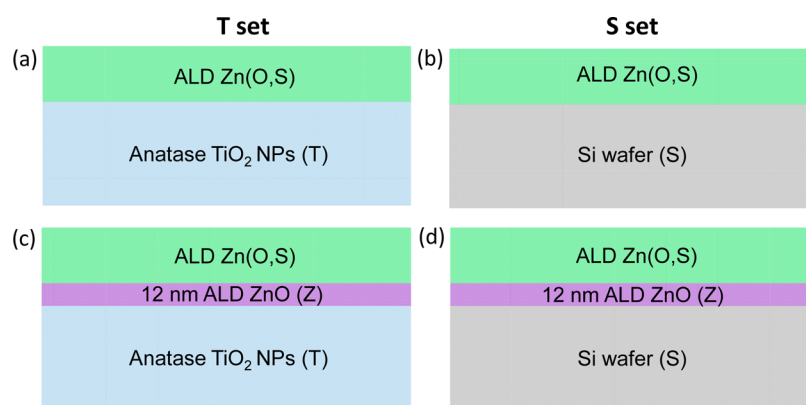 T set
S set
(a)
ALD Zn(O,S)
Anatase TiO₂ NPs (T)
(b)
ALD Zn(O,S)
Si wafer (S)
(c)
ALD Zn(O,S)
12 nm ALD ZnO (Z)
Anatase TiO₂ NPs (T)
(d)
ALD Zn(O,S)
12 nm ALD ZnO (Z)
Si wafer (S)